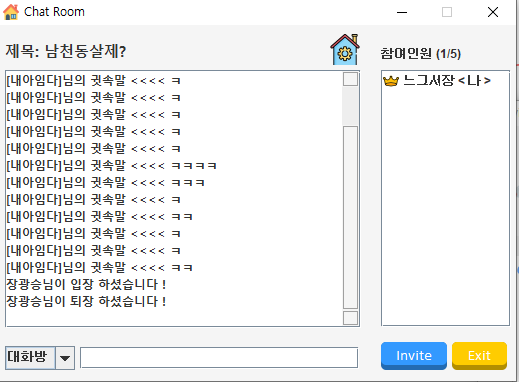 Chat Room
제목: 남천동살제?
참여인원 (1/5)
[내아임다]님의 귓속말 <<<< ㅋ
[내아임다]님의 귓속말 <<<< ㅋ
[내아임다]님의 귓속말 <<<< ㅋ
[내아임다]님의 귓속말 <<<< ㅋ
[내아임다]님의 귓속말 <<<< ㅋ
[내아임다]님의 귓속말 <<<< ㅋㅋㅋㅋ
[내아임다]님의 귓속말 <<<< ㅋㅋㅋ
[내아임다]님의 귓속말 <<<< ㅋ
[내아임다]님의 귓속말 <<<< ㅋㅋ
[내아임다]님의 귓속말 <<<< ㅋ
[내아임다]님의 귓속말 <<<< ㅋ
[내아임다]님의 귓속말 <<<< ㅋㅋ
장광승님이 입장 하셨습니다 !
장광승님이 퇴장 하셨습니다 !
느그서장 <나>
대화방
Invite
Exit